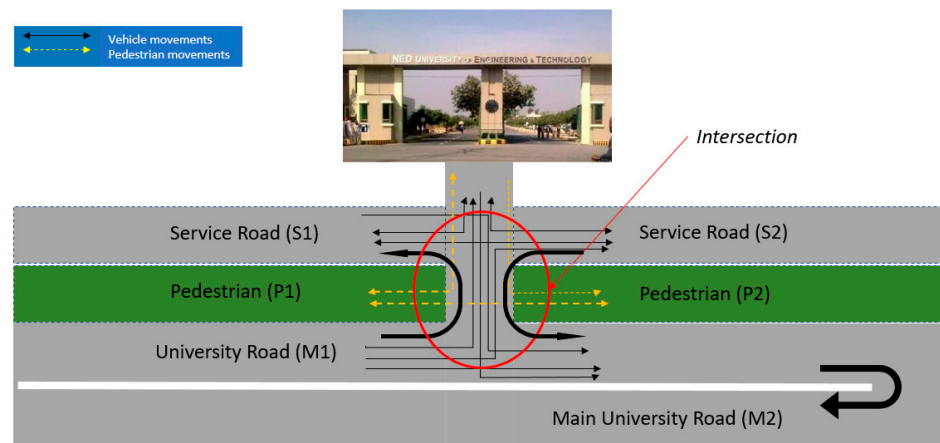 Vehicle movements
Pedestrian movements
NED UNIVERSITY OF ENGINEERING & TECHNOLOGY
Intersection
Service Road (S1)
Service Road (S2)
Pedestrian (P1)
Pedestrian (P2)
University Road (M1)
Main University Road (M2)